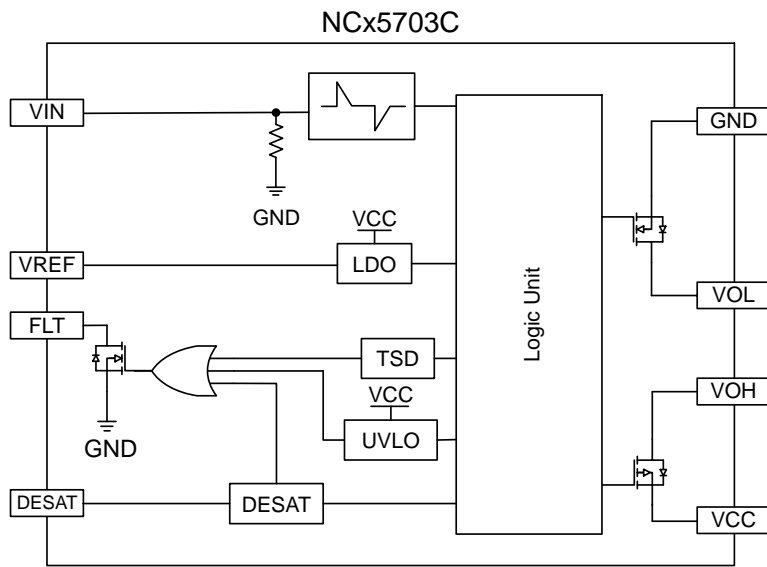 NCx5703C
VIN
GND
GND
VCC
VREF
LDO
VOL
FLT
TSD
VCC
VOH
GND
UVLO
DESAT
DESAT
VCC
Logic Unit